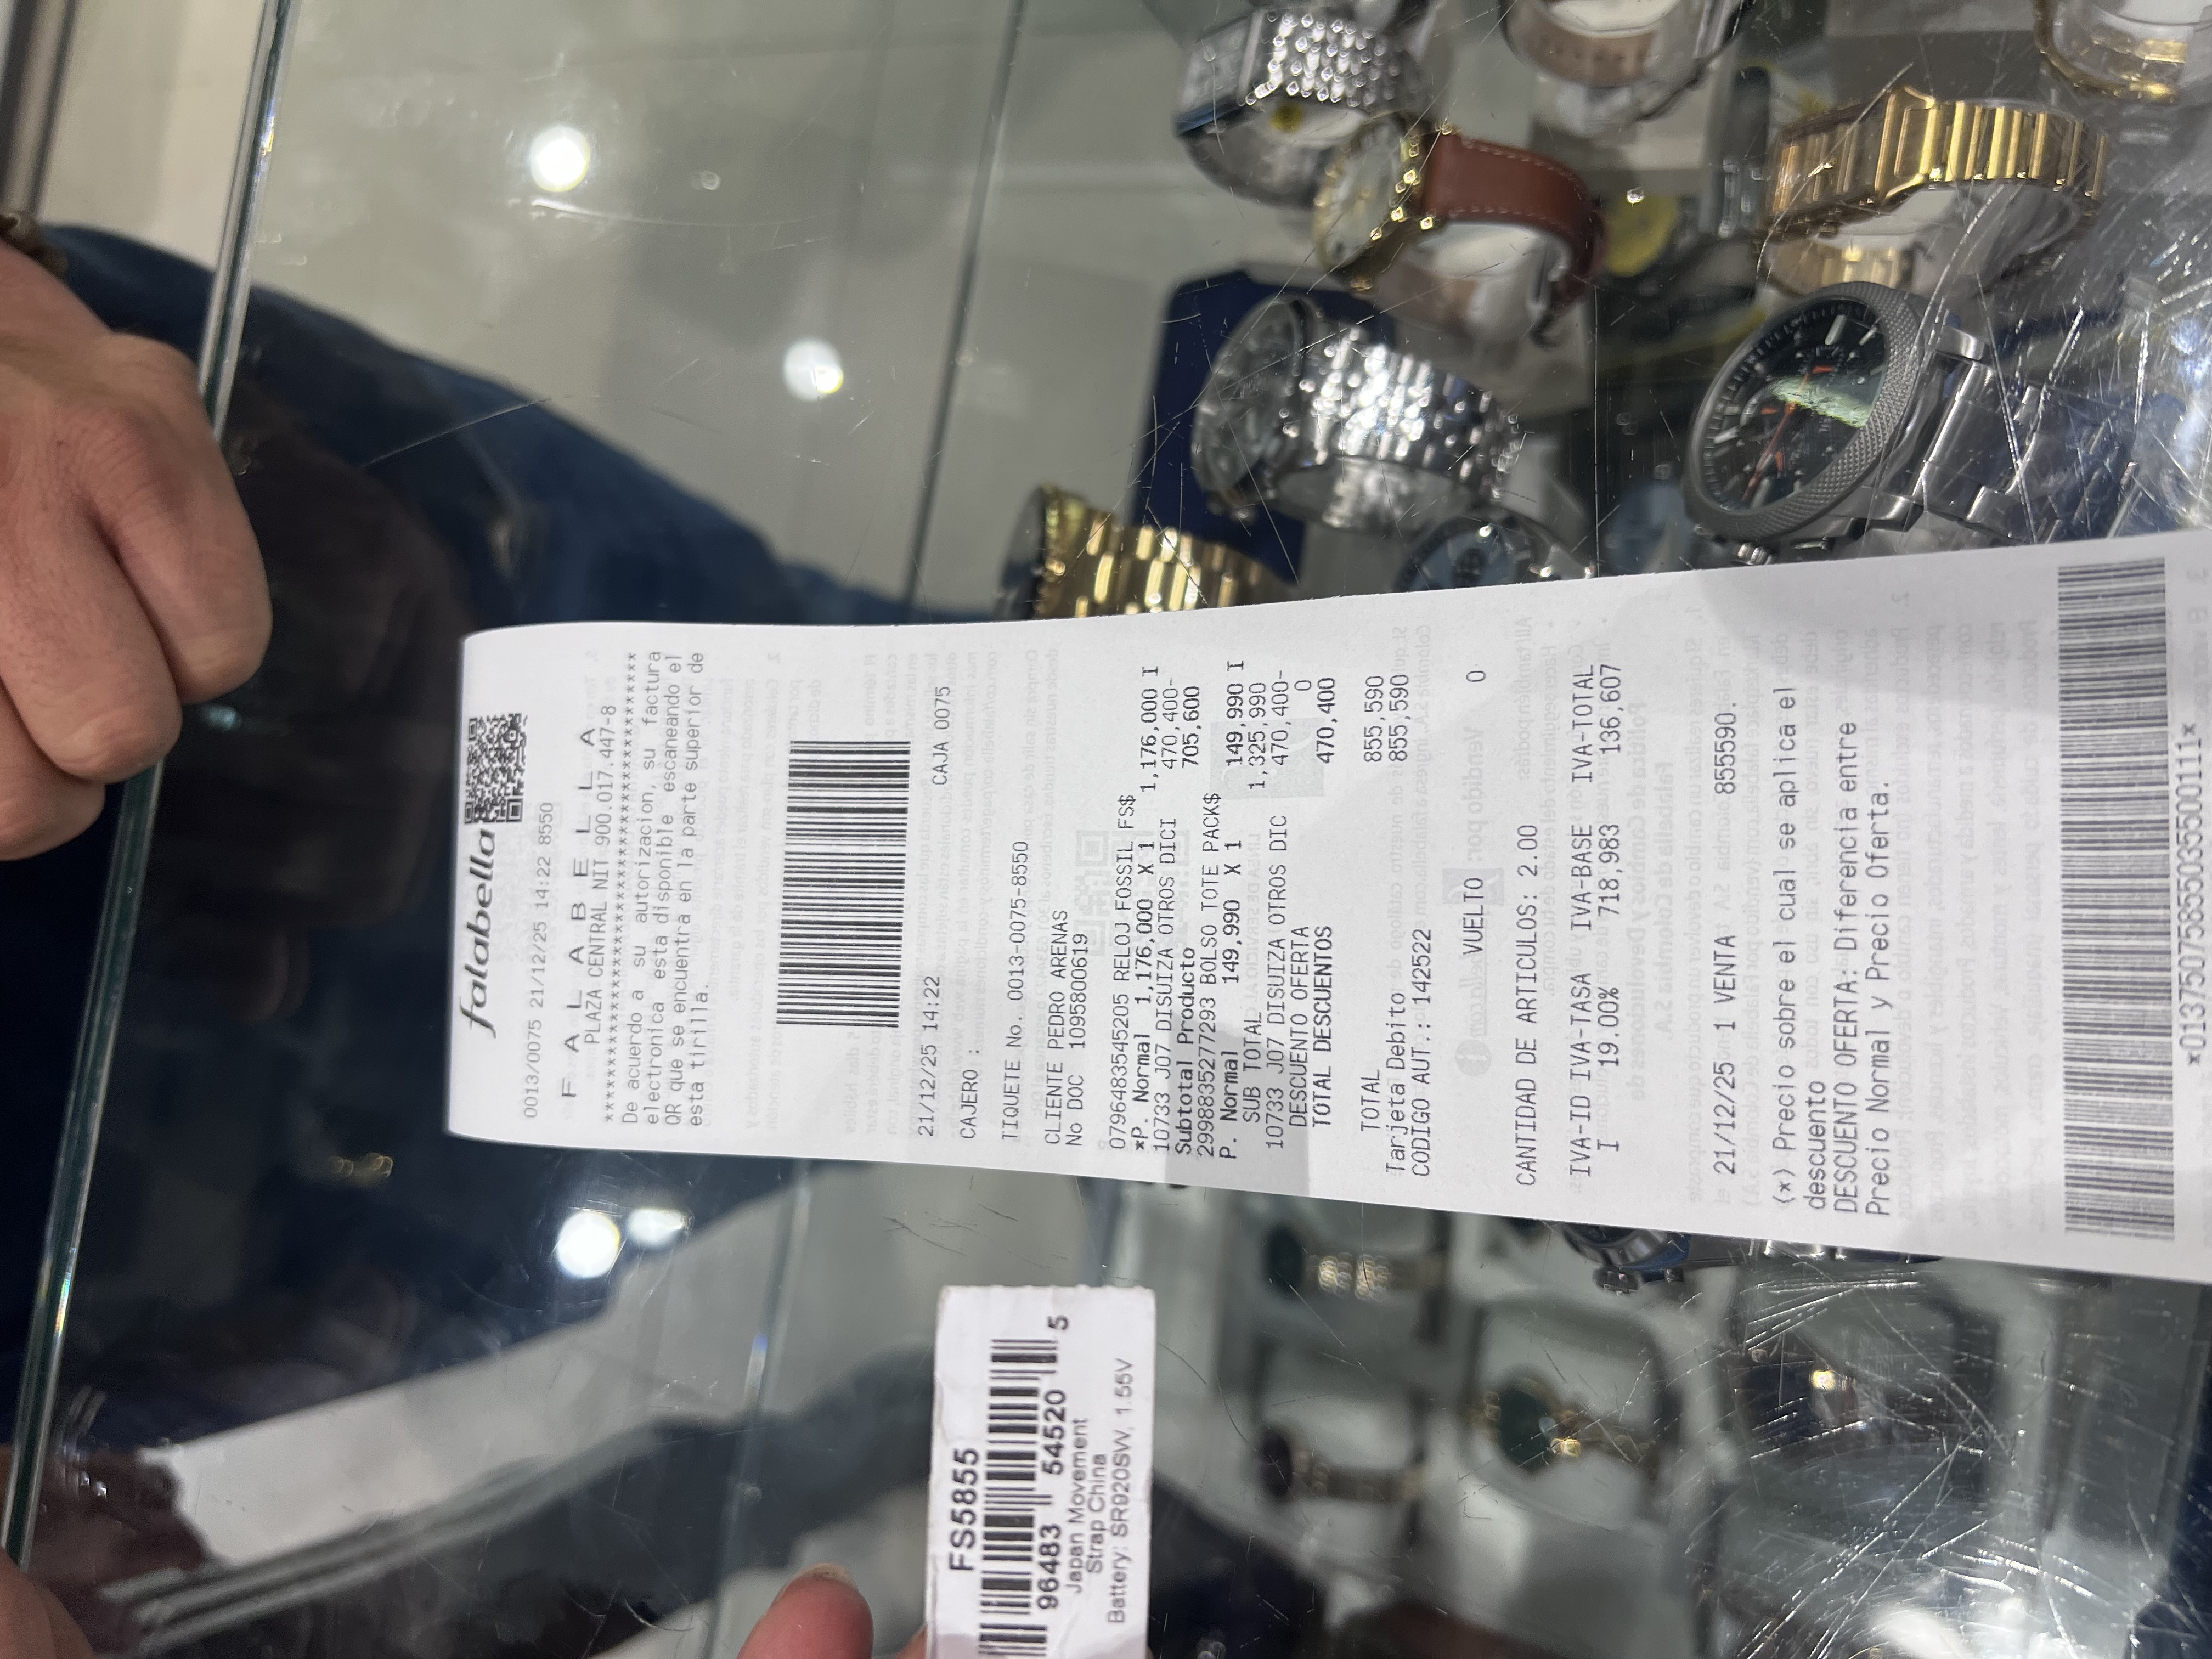 falabella
0013/0075 21/12/25 14:22 8550
F A L A B E L L A
PLAZA CENTRAL NIT 900.017.447-8
******************************************
De acuerdo a su autorizacion, su factura
electronica esta disponible escaneando el
QR que se encuentra en la parte superior de
esta tirilla.
21/12/25 14:22 CAJA 0075
CAJERO :
TIQUETE No. 0013-0075-8550
CLIENTE PEDRO ARENAS
No DOC 1095800619
0796483545205 RELOJ FOSSIL FS$
*P. Normal 1,176,000 X 1 1,176,000 I
10733 J07 DISUIZA OTROS DICI 470,400-
Subtotal Producto 705,600
2999883527729​3 BOLSO TOTE PACK$
P. Normal 149,990 X 1 149,990 I
SUB TOTAL 1,325,990
10733 J07 DISUIZA OTROS DIC 470,400-
DESCUENTO OFERTA 0
TOTAL DESCUENTOS 470,400
TOTAL 855,590
Tarjeta Debito 855,590
CODIGO AUT.: 142522
VUELTO 0
CANTIDAD DE ARTICULOS: 2.00
IVA-ID IVA-TASA IVA-BASE IVA-TOTAL
I 19.00% 718,983 136,607
21/12/25 1 VENTA 855590.
(*) Precio sobre el cual se aplica el
descuento
DESCUENTO OFERTA: Diferencia entre
Precio Normal y Precio Oferta.
*01375075855035500111*
FS5855
96483 54520 5
Japan Movement
Strap China
Battery: SR920SW, 1.55V